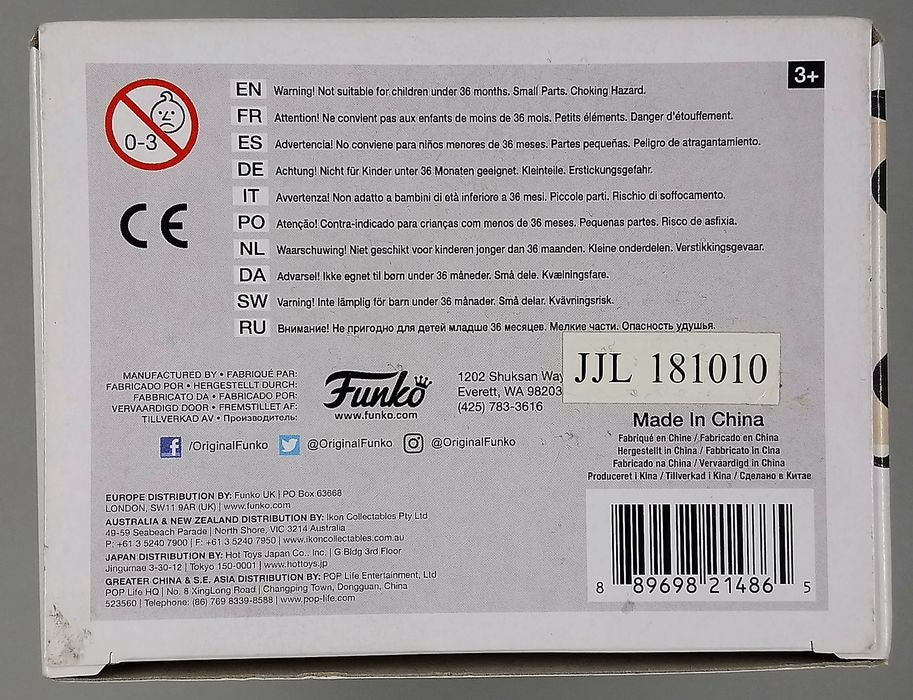 3+
0-3
CE
EN Warning! Not suitable for children under 36 months. Small Parts. Choking Hazard.
FR Attention! Ne convient pas aux enfants de moins de 36 mois. Petits éléments. Danger d'étouffement.
ES Advertencia! No conviene para niños menores de 36 meses. Partes pequeñas. Peligro de atragantamiento.
DE Achtung! Nicht für Kinder unter 36 Monaten geeignet. Kleinteile. Erstickungsgefahr.
IT Avvertenza! Non adatto a bambini di età inferiore a 36 mesi. Piccole parti. Rischio di soffocamento.
PO Atenção! Contra-indicado para crianças com menos de 36 meses. Pequenas partes. Risco de asfixia.
NL Waarschuwing! Niet geschikt voor kinderen jonger dan 36 maanden. Kleine onderdelen. Verstikkingsgevaar.
DA Advarsel! Ikke egnet til børn under 36 måneder. Små dele. Kvælningsfare.
SW Varning! Inte lämplig för barn under 36 månader. Små delar. Kvävningsrisk.
RU Внимание! Не пригодно для детей младше 36 месяцев. Мелкие части. Опасность удушья.
MANUFACTURED BY • FABRIQUÉ PAR:
FABRICADO POR • HERGESTELLT DURCH:
FABBRICATO DA • FABRICADO POR:
VERVAARDIGD DOOR • FREMSTILLET AF:
TILLVERKAD AV • Производитель:
Funko
www.funko.com
1202 Shuksan Way
Everett, WA 98203
(425) 783-3616
JJL 181010
/OriginalFunko @OriginalFunko @OriginalFunko
Made In China
Fabriqué en Chine / Fabricado en China
Hergestellt in China / Fabbricato in Cina
Fabricado na China / Vervaardigd in China
Produceret i Kina / Tillverkad i Kina / Сделано в Китае
EUROPE DISTRIBUTION BY: Funko UK | PO Box 63668
LONDON, SW11 9AR (UK) | www.funko.com
AUSTRALIA & NEW ZEALAND DISTRIBUTION BY: Ikon Collectables Pty Ltd
49-59 Seabeach Parade | North Shore, VIC 3214 Australia
P: +61 3 5240 7900 | F: +61 3 5240 7950 | www.ikoncollectables.com.au
JAPAN DISTRIBUTION BY: Hot Toys Japan Co., Inc. | G Bldg 3rd Floor
Jingumae 3-30-12 | Tokyo 150-0001 | www.hottoys.jp
GREATER CHINA & S.E. ASIA DISTRIBUTION BY: POP Life Entertainment, Ltd
POP Life HQ | No. 8 XingLong Road | Changping Town, Dongguan, China
523560 | Telephone: (86) 769 8339-8588 | www.pop-life.com
8 89698 21486 5